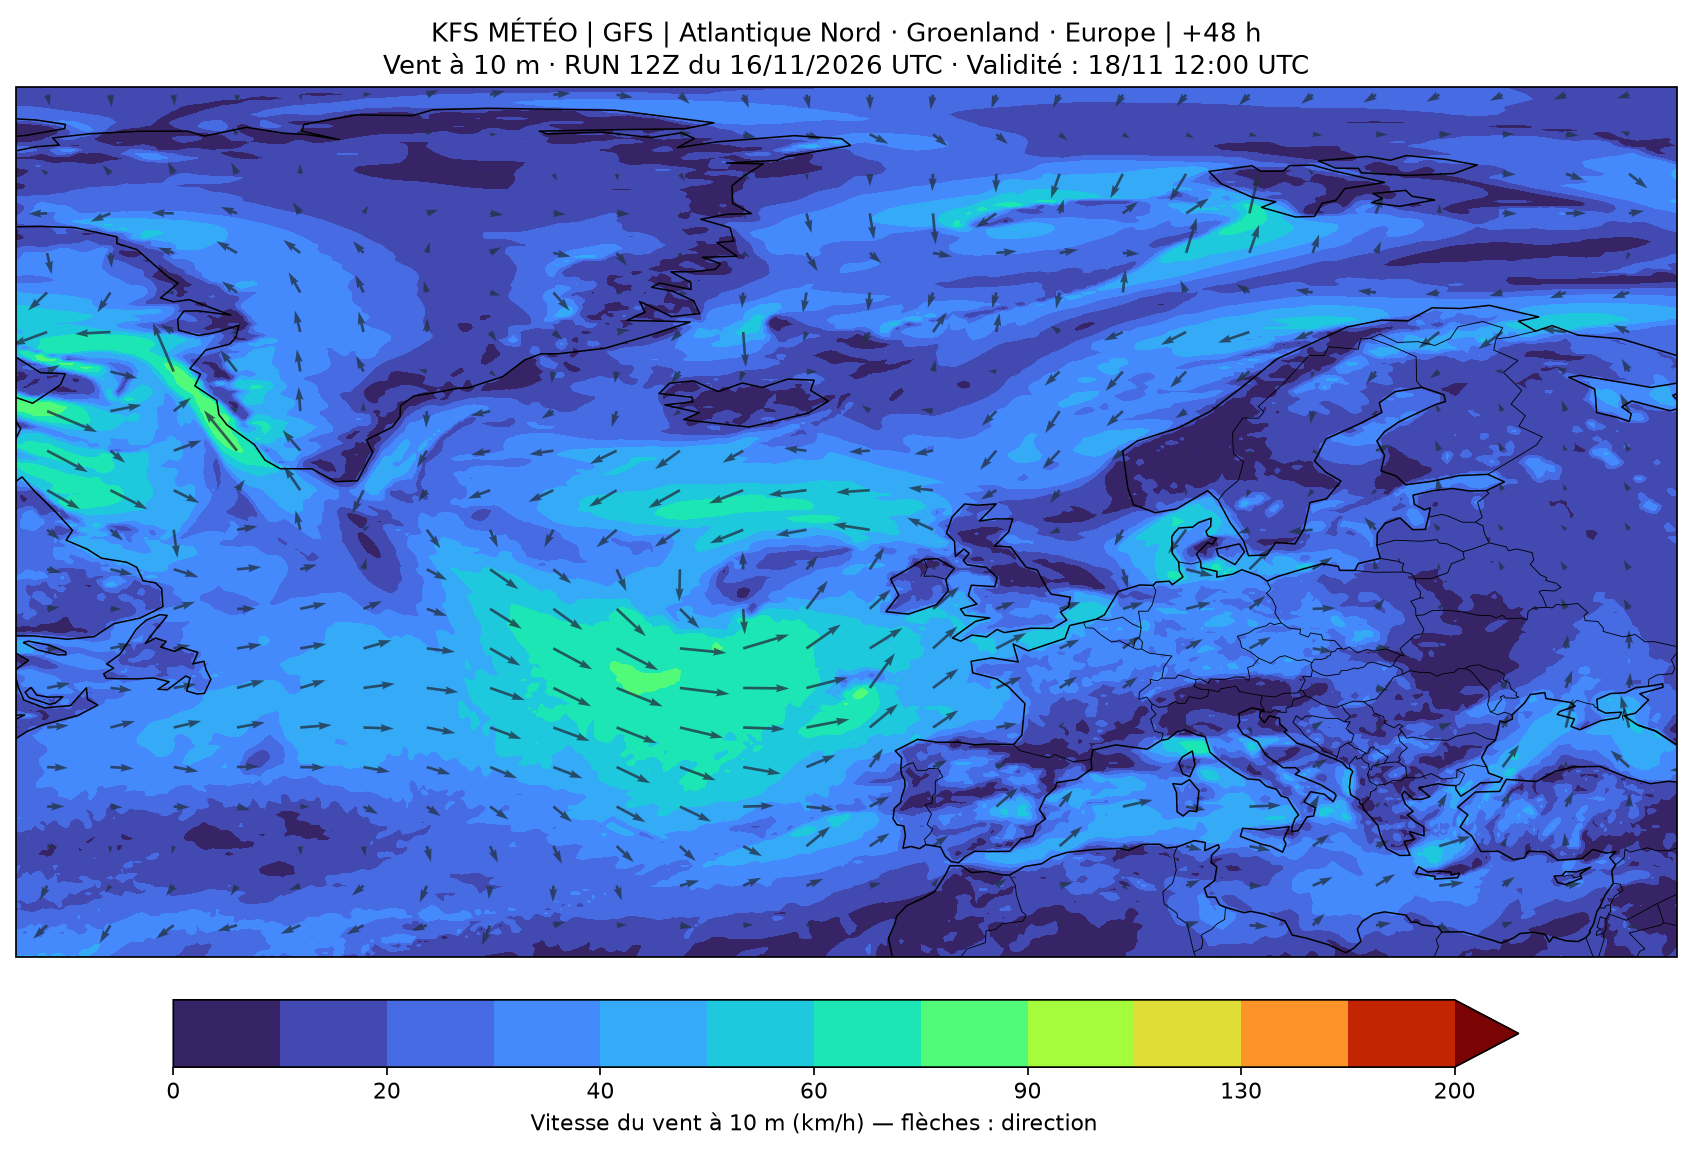 KFS MÉTÉO | GFS | Atlantique Nord · Groenland · Europe | +48 h
Vent à 10 m · RUN 12Z du 16/11/2026 UTC · Validité : 18/11 12:00 UTC
0 20 40 60 90 130 200
Vitesse du vent à 10 m (km/h) — flèches : direction